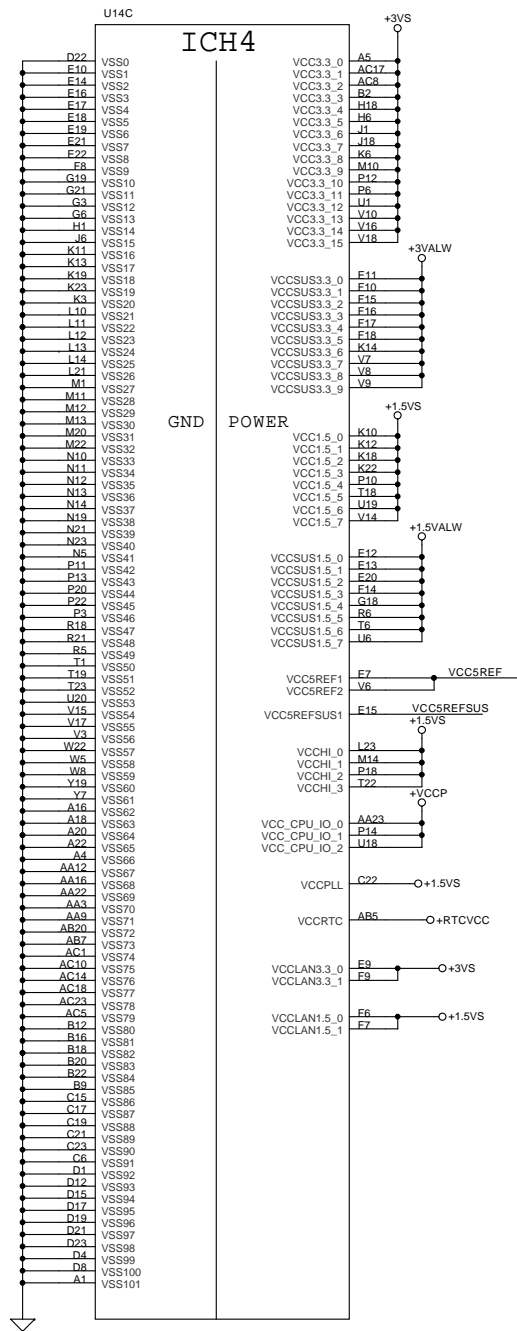 U14C
ICH4
GND POWER
D22 VSS0
E10 VSS1
E14 VSS2
E16 VSS3
E17 VSS4
E18 VSS5
E19 VSS6
E21 VSS7
E22 VSS8
F8 VSS9
G19 VSS10
G21 VSS11
G3 VSS12
G6 VSS13
H1 VSS14
J6 VSS15
K11 VSS16
K13 VSS17
K19 VSS18
K23 VSS19
K3 VSS20
L10 VSS21
L11 VSS22
L12 VSS23
L13 VSS24
L14 VSS25
L21 VSS26
M1 VSS27
M11 VSS28
M12 VSS29
M13 VSS30
M20 VSS31
M22 VSS32
N10 VSS33
N11 VSS34
N12 VSS35
N13 VSS36
N14 VSS37
N19 VSS38
N21 VSS39
N23 VSS40
N5 VSS41
P11 VSS42
P13 VSS43
P20 VSS44
P22 VSS45
P3 VSS46
R18 VSS47
R21 VSS48
R5 VSS49
T1 VSS50
T19 VSS51
T23 VSS52
U20 VSS53
V15 VSS54
V17 VSS55
V3 VSS56
W22 VSS57
W5 VSS58
W8 VSS59
Y19 VSS60
Y7 VSS61
A16 VSS62
A18 VSS63
A20 VSS64
A22 VSS65
A4 VSS66
AA12 VSS67
AA16 VSS68
AA22 VSS69
AA3 VSS70
AA9 VSS71
AB20 VSS72
AB7 VSS73
AC1 VSS74
AC10 VSS75
AC14 VSS76
AC18 VSS77
AC23 VSS78
AC5 VSS79
B12 VSS80
B16 VSS81
B18 VSS82
B20 VSS83
B22 VSS84
B9 VSS85
C15 VSS86
C17 VSS87
C19 VSS88
C21 VSS89
C23 VSS90
C6 VSS91
D1 VSS92
D12 VSS93
D15 VSS94
D17 VSS95
D19 VSS96
D21 VSS97
D23 VSS98
D4 VSS99
D8 VSS100
A1 VSS101
+3VS
VCC3.3_0 A5
VCC3.3_1 AC17
VCC3.3_2 AC8
VCC3.3_3 B2
VCC3.3_4 H18
VCC3.3_5 H6
VCC3.3_6 J1
VCC3.3_7 J18
VCC3.3_8 K6
VCC3.3_9 M10
VCC3.3_10 P12
VCC3.3_11 P6
VCC3.3_12 U1
VCC3.3_13 V10
VCC3.3_14 V16
VCC3.3_15 V18
+3VALW
VCCSUS3.3_0 E11
VCCSUS3.3_1 F10
VCCSUS3.3_2 F15
VCCSUS3.3_3 F16
VCCSUS3.3_4 F17
VCCSUS3.3_5 F18
VCCSUS3.3_6 K14
VCCSUS3.3_7 V7
VCCSUS3.3_8 V8
VCCSUS3.3_9 V9
+1.5VS
VCC1.5_0 K10
VCC1.5_1 K12
VCC1.5_2 K18
VCC1.5_3 K22
VCC1.5_4 P10
VCC1.5_5 T18
VCC1.5_6 U19
VCC1.5_7 V14
+1.5VALW
VCCSUS1.5_0 E12
VCCSUS1.5_1 E13
VCCSUS1.5_2 E20
VCCSUS1.5_3 F14
VCCSUS1.5_4 G18
VCCSUS1.5_5 R6
VCCSUS1.5_6 T6
VCCSUS1.5_7 U6
VCC5REF1 E7 VCC5REF
VCC5REF2 V6
VCC5REFSUS1 E15 VCC5REFSUS
+1.5VS
VCCHI_0 L23
VCCHI_1 M14
VCCHI_2 P18
VCCHI_3 T22
+VCCP
VCC_CPU_IO_0 AA23
VCC_CPU_IO_1 P14
VCC_CPU_IO_2 U18
VCCPLL C22 +1.5VS
VCCRTC AB5 +RTCVCC
VCCLAN3.3_0 E9 +3VS
VCCLAN3.3_1 F9
VCCLAN1.5_0 F6 +1.5VS
VCCLAN1.5_1 F7